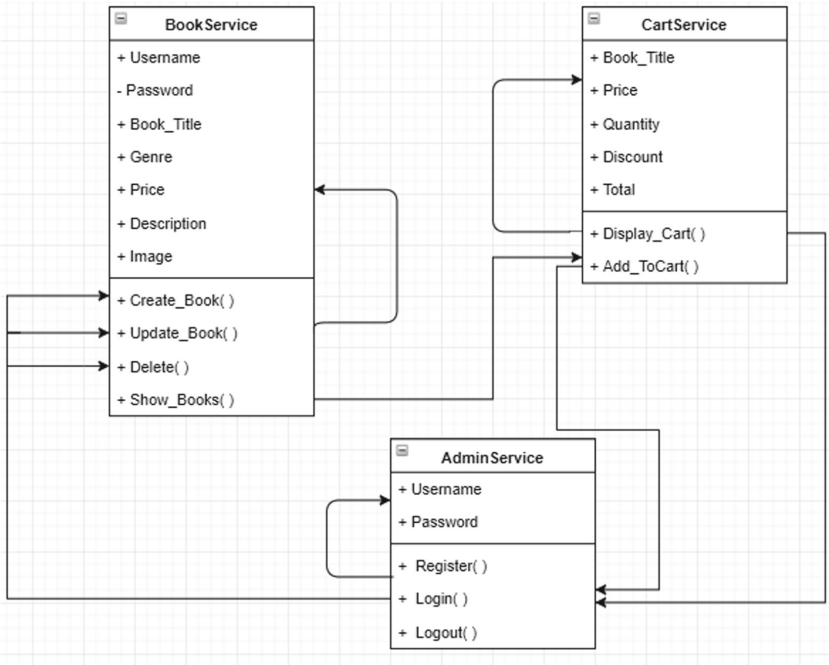 BookService
+ Username
- Password
+ Book_Title
+ Genre
+ Price
+ Description
+ Image
+ Create_Book( )
+ Update_Book( )
+ Delete( )
+ Show_Books( )
CartService
+ Book_Title
+ Price
+ Quantity
+ Discount
+ Total
+ Display_Cart( )
+ Add_ToCart( )
AdminService
+ Username
+ Password
+ Register( )
+ Login( )
+ Logout( )